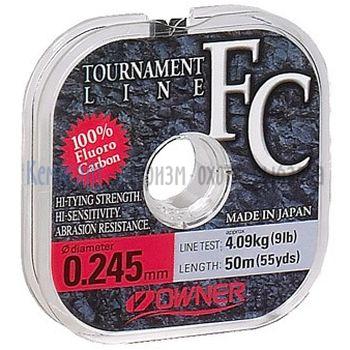 TOURNAMENT
LINE
FC
100%
Fluoro
Carbon
HI-TYING STRENGTH.
HI-SENSITIVITY.
ABRASION RESISTANCE.
MADE IN JAPAN
Ø diameter
0.245mm
approx
LINE TEST: 4.09kg (9lb)
LENGTH: 50m (55yds)
OWNER